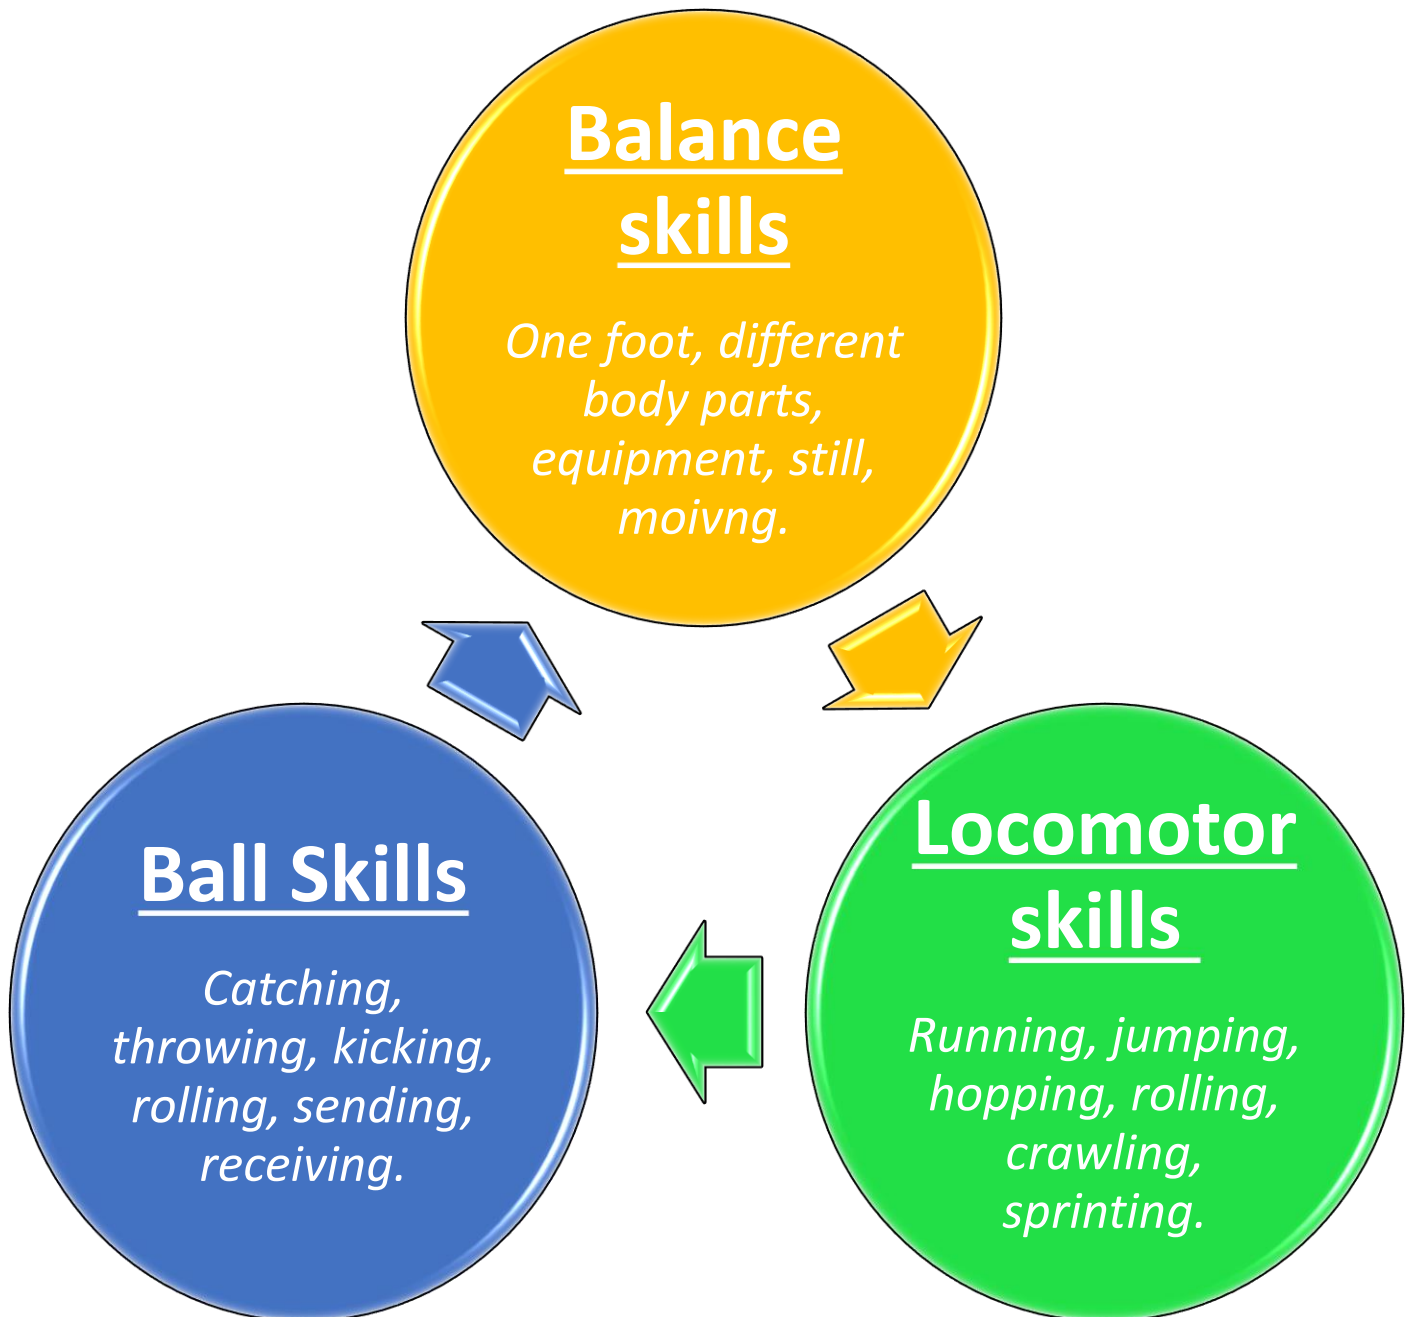 Balance
skills
One foot, different
body parts,
equipment, still,
moivng.
Ball Skills
Catching,
throwing, kicking,
rolling, sending,
receiving.
Locomotor
skills
Running, jumping,
hopping, rolling,
crawling,
sprinting.